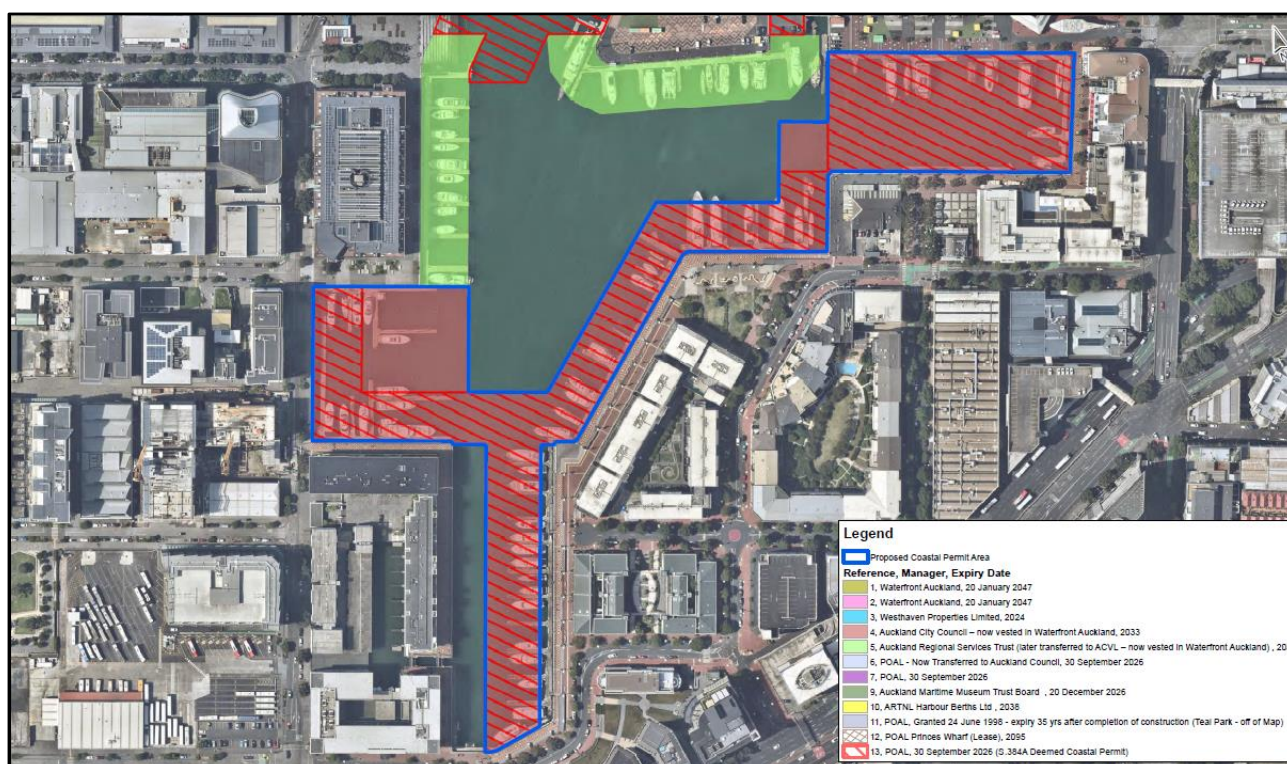 Legend
Proposed Coastal Permit Area
Reference, Manager, Expiry Date
1, Waterfront Auckland, 20 January 2047
2, Waterfront Auckland, 20 January 2047
3, Westhaven Properties Limited, 2024
4, Auckland City Council – now vested in Waterfront Auckland, 2033
5, Auckland Regional Services Trust (later transferred to ACVL – now vested in Waterfront Auckland) , 20
6, POAL - Now Transferred to Auckland Council, 30 September 2026
7, POAL, 30 September 2026
9, Auckland Maritime Museum Trust Board , 20 December 2026
10, ARTNL Harbour Berths Ltd , 2038
11, POAL, Granted 24 June 1998 - expiry 35 yrs after completion of construction (Teal Park - off of Map)
12, POAL Princes Wharf (Lease), 2095
13, POAL, 30 September 2026 (S.384A Deemed Coastal Permit)